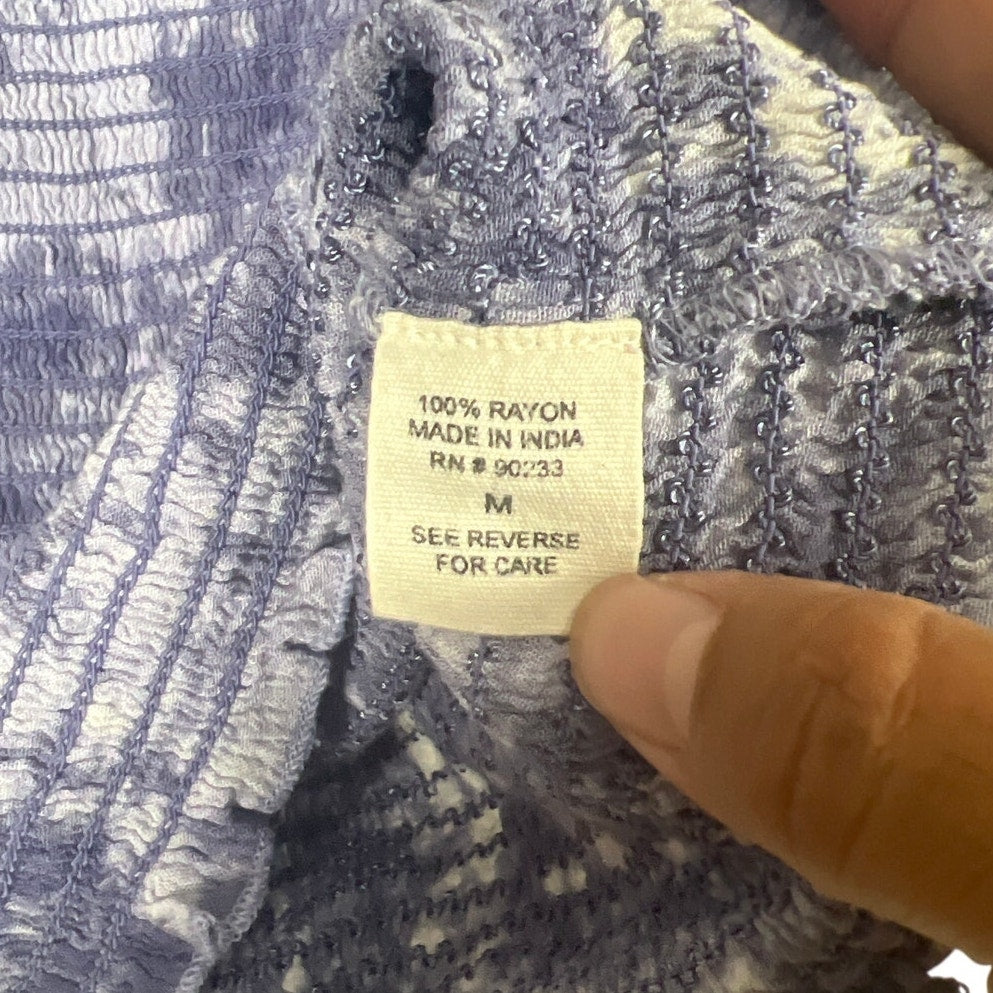 100% RAYON
MADE IN INDIA
RN # 90233
M
SEE REVERSE
FOR CARE